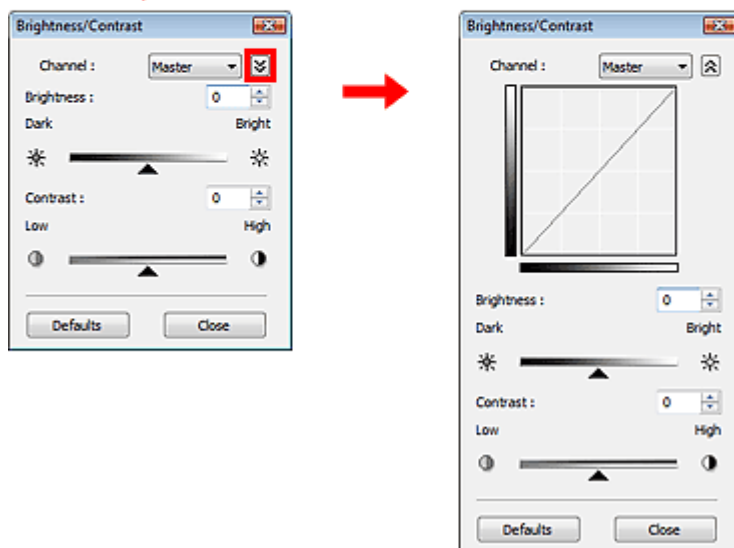 Brightness/Contrast
Channel : Master
Brightness : 0
Dark Bright
Contrast : 0
Low High
Defaults Close
Brightness/Contrast
Channel : Master
Brightness : 0
Dark Bright
Contrast : 0
Low High
Defaults Close